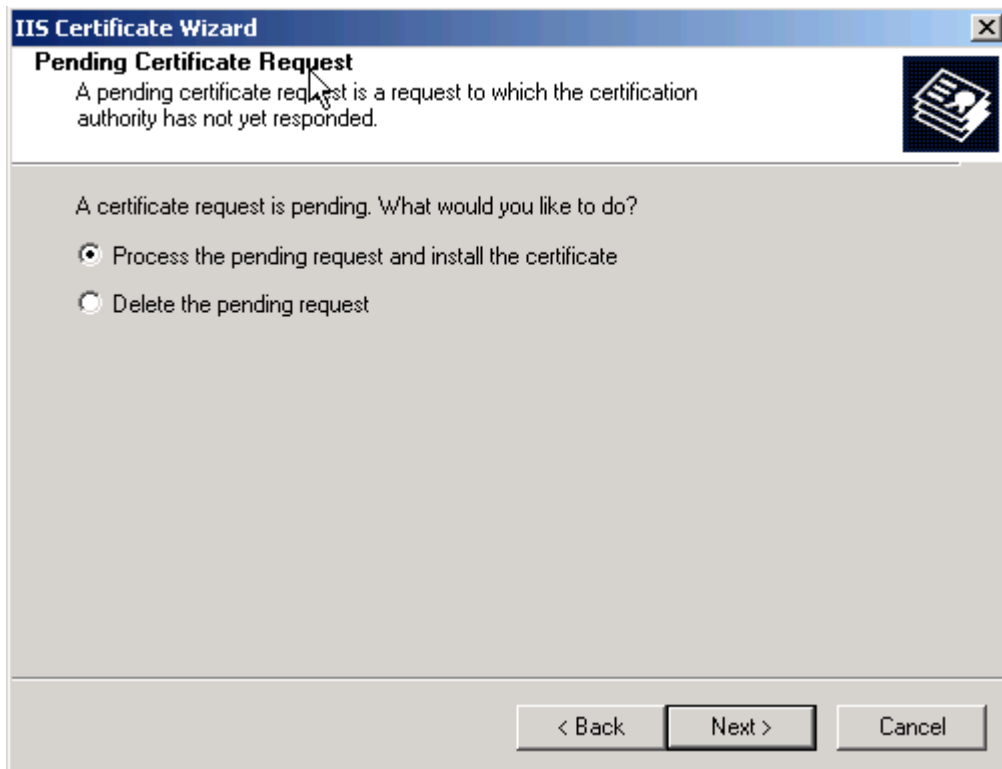 IIS Certificate Wizard
Pending Certificate Request
A pending certificate request is a request to which the certification
authority has not yet responded.
A certificate request is pending. What would you like to do?
Process the pending request and install the certificate
Delete the pending request
< Back
Next >
Cancel